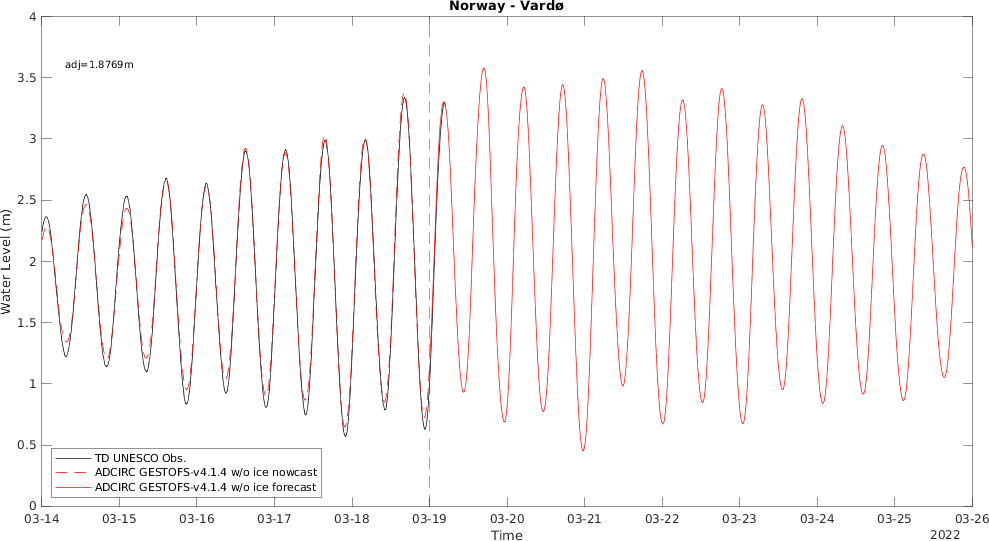 Norway - Vardø
adj=1.8769m
4
3.5
3
2.5
2
1.5
1
0.5
0
Water Level (m)
TD UNESCO Obs.
ADCIRC GESTOFS-v4.1.4 w/o ice nowcast
ADCIRC GESTOFS-v4.1.4 w/o ice forecast
03-14 03-15 03-16 03-17 03-18 03-19 03-20 03-21 03-22 03-23 03-24 03-25 03-26
Time
2022